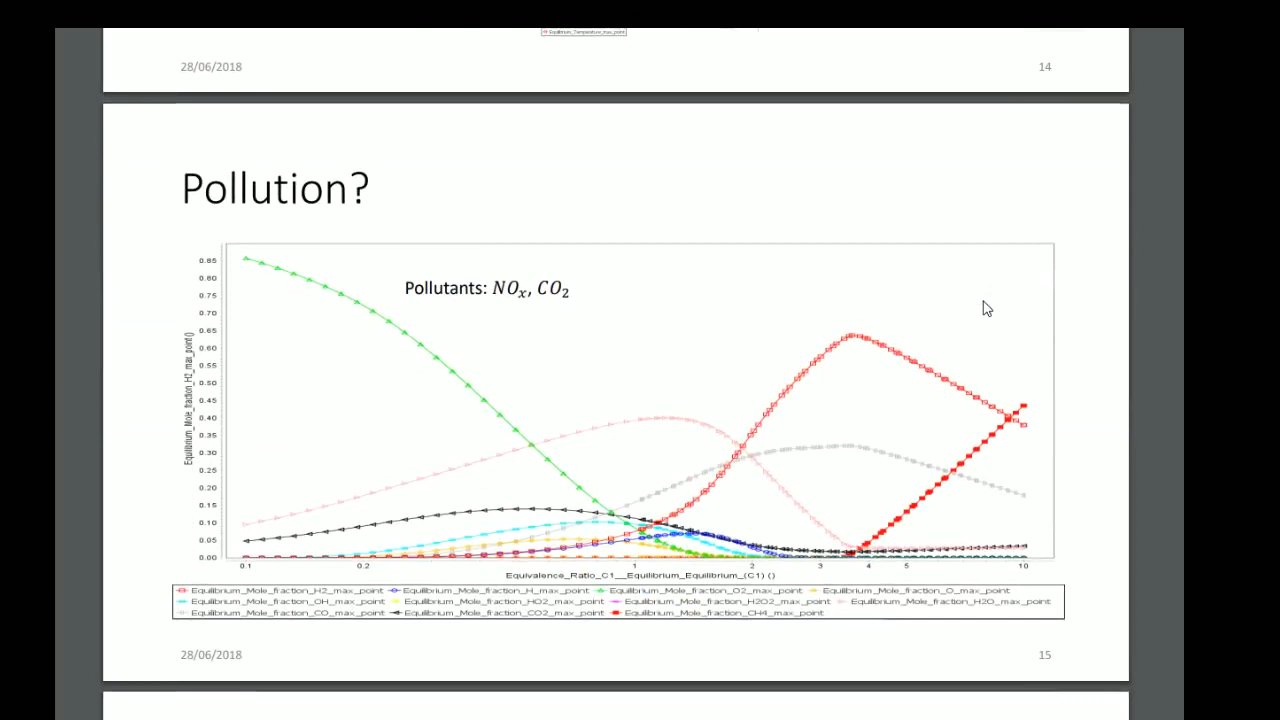 Equilibrium_Temperature_max_point
28/06/2018 14
Pollution?
Pollutants: NOₓ, CO₂
0.85
0.80
0.75
0.70
0.65
0.60
0.55
0.50
0.45
0.40
0.35
0.30
0.25
0.20
0.15
0.10
0.05
0.00
Equilibrium_Mole_fraction_H2_max_point()
0.1 0.2 1 2 3 4 5 10
Equivalence_Ratio_C1__Equilibrium_Equilibrium_(C1) ()
Equilibrium_Mole_fraction_H2_max_point Equilibrium_Mole_fraction_H_max_point Equilibrium_Mole_fraction_O2_max_point Equilibrium_Mole_fraction_O_max_point
Equilibrium_Mole_fraction_OH_max_point Equilibrium_Mole_fraction_HO2_max_point Equilibrium_Mole_fraction_H2O2_max_point Equilibrium_Mole_fraction_H2O_max_point
Equilibrium_Mole_fraction_CO_max_point Equilibrium_Mole_fraction_CO2_max_point Equilibrium_Mole_fraction_CH4_max_point
28/06/2018 15